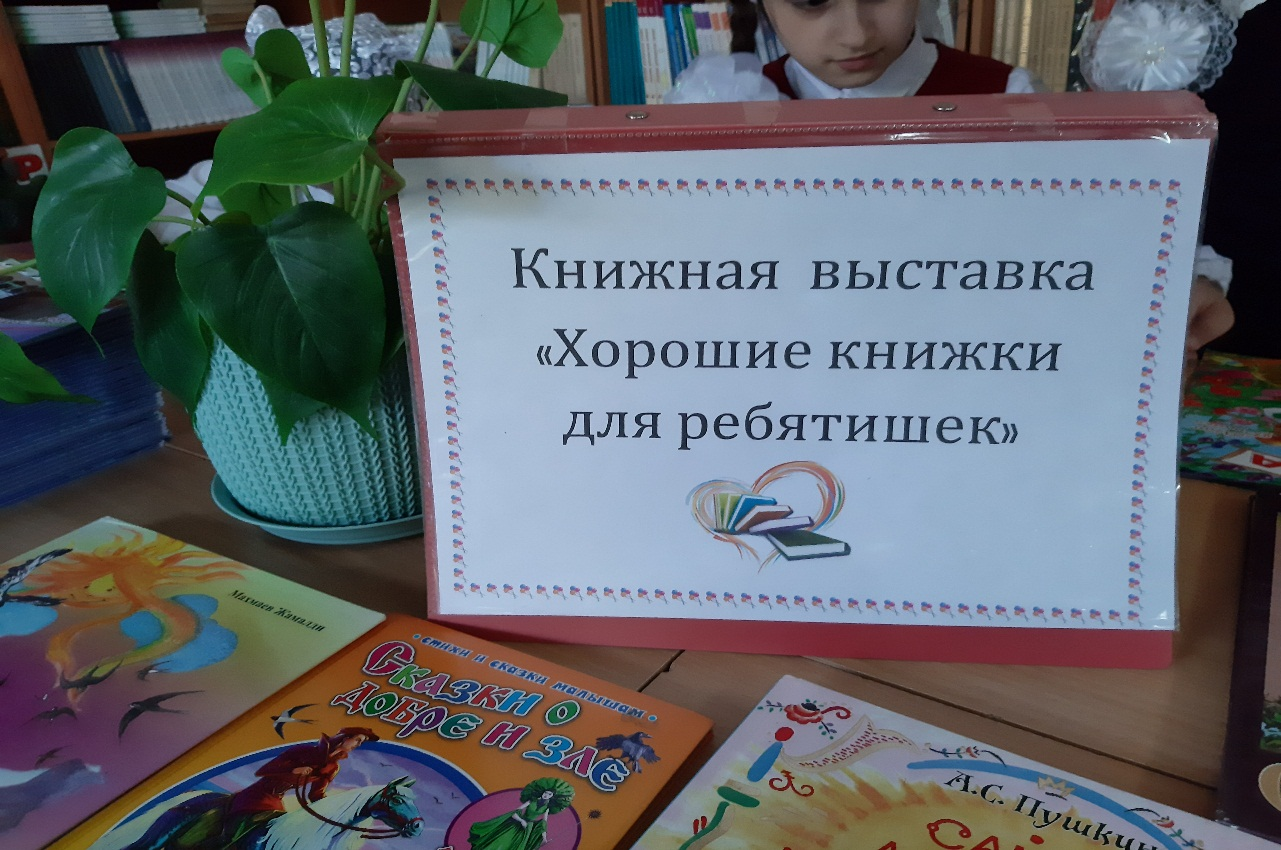 Книжная выставка
«Хорошие книжки
для ребятишек»
Махмаев Жамалди
• стихи и сказки малышам •
Сказки о
добре и зле
А.С. Пушкин